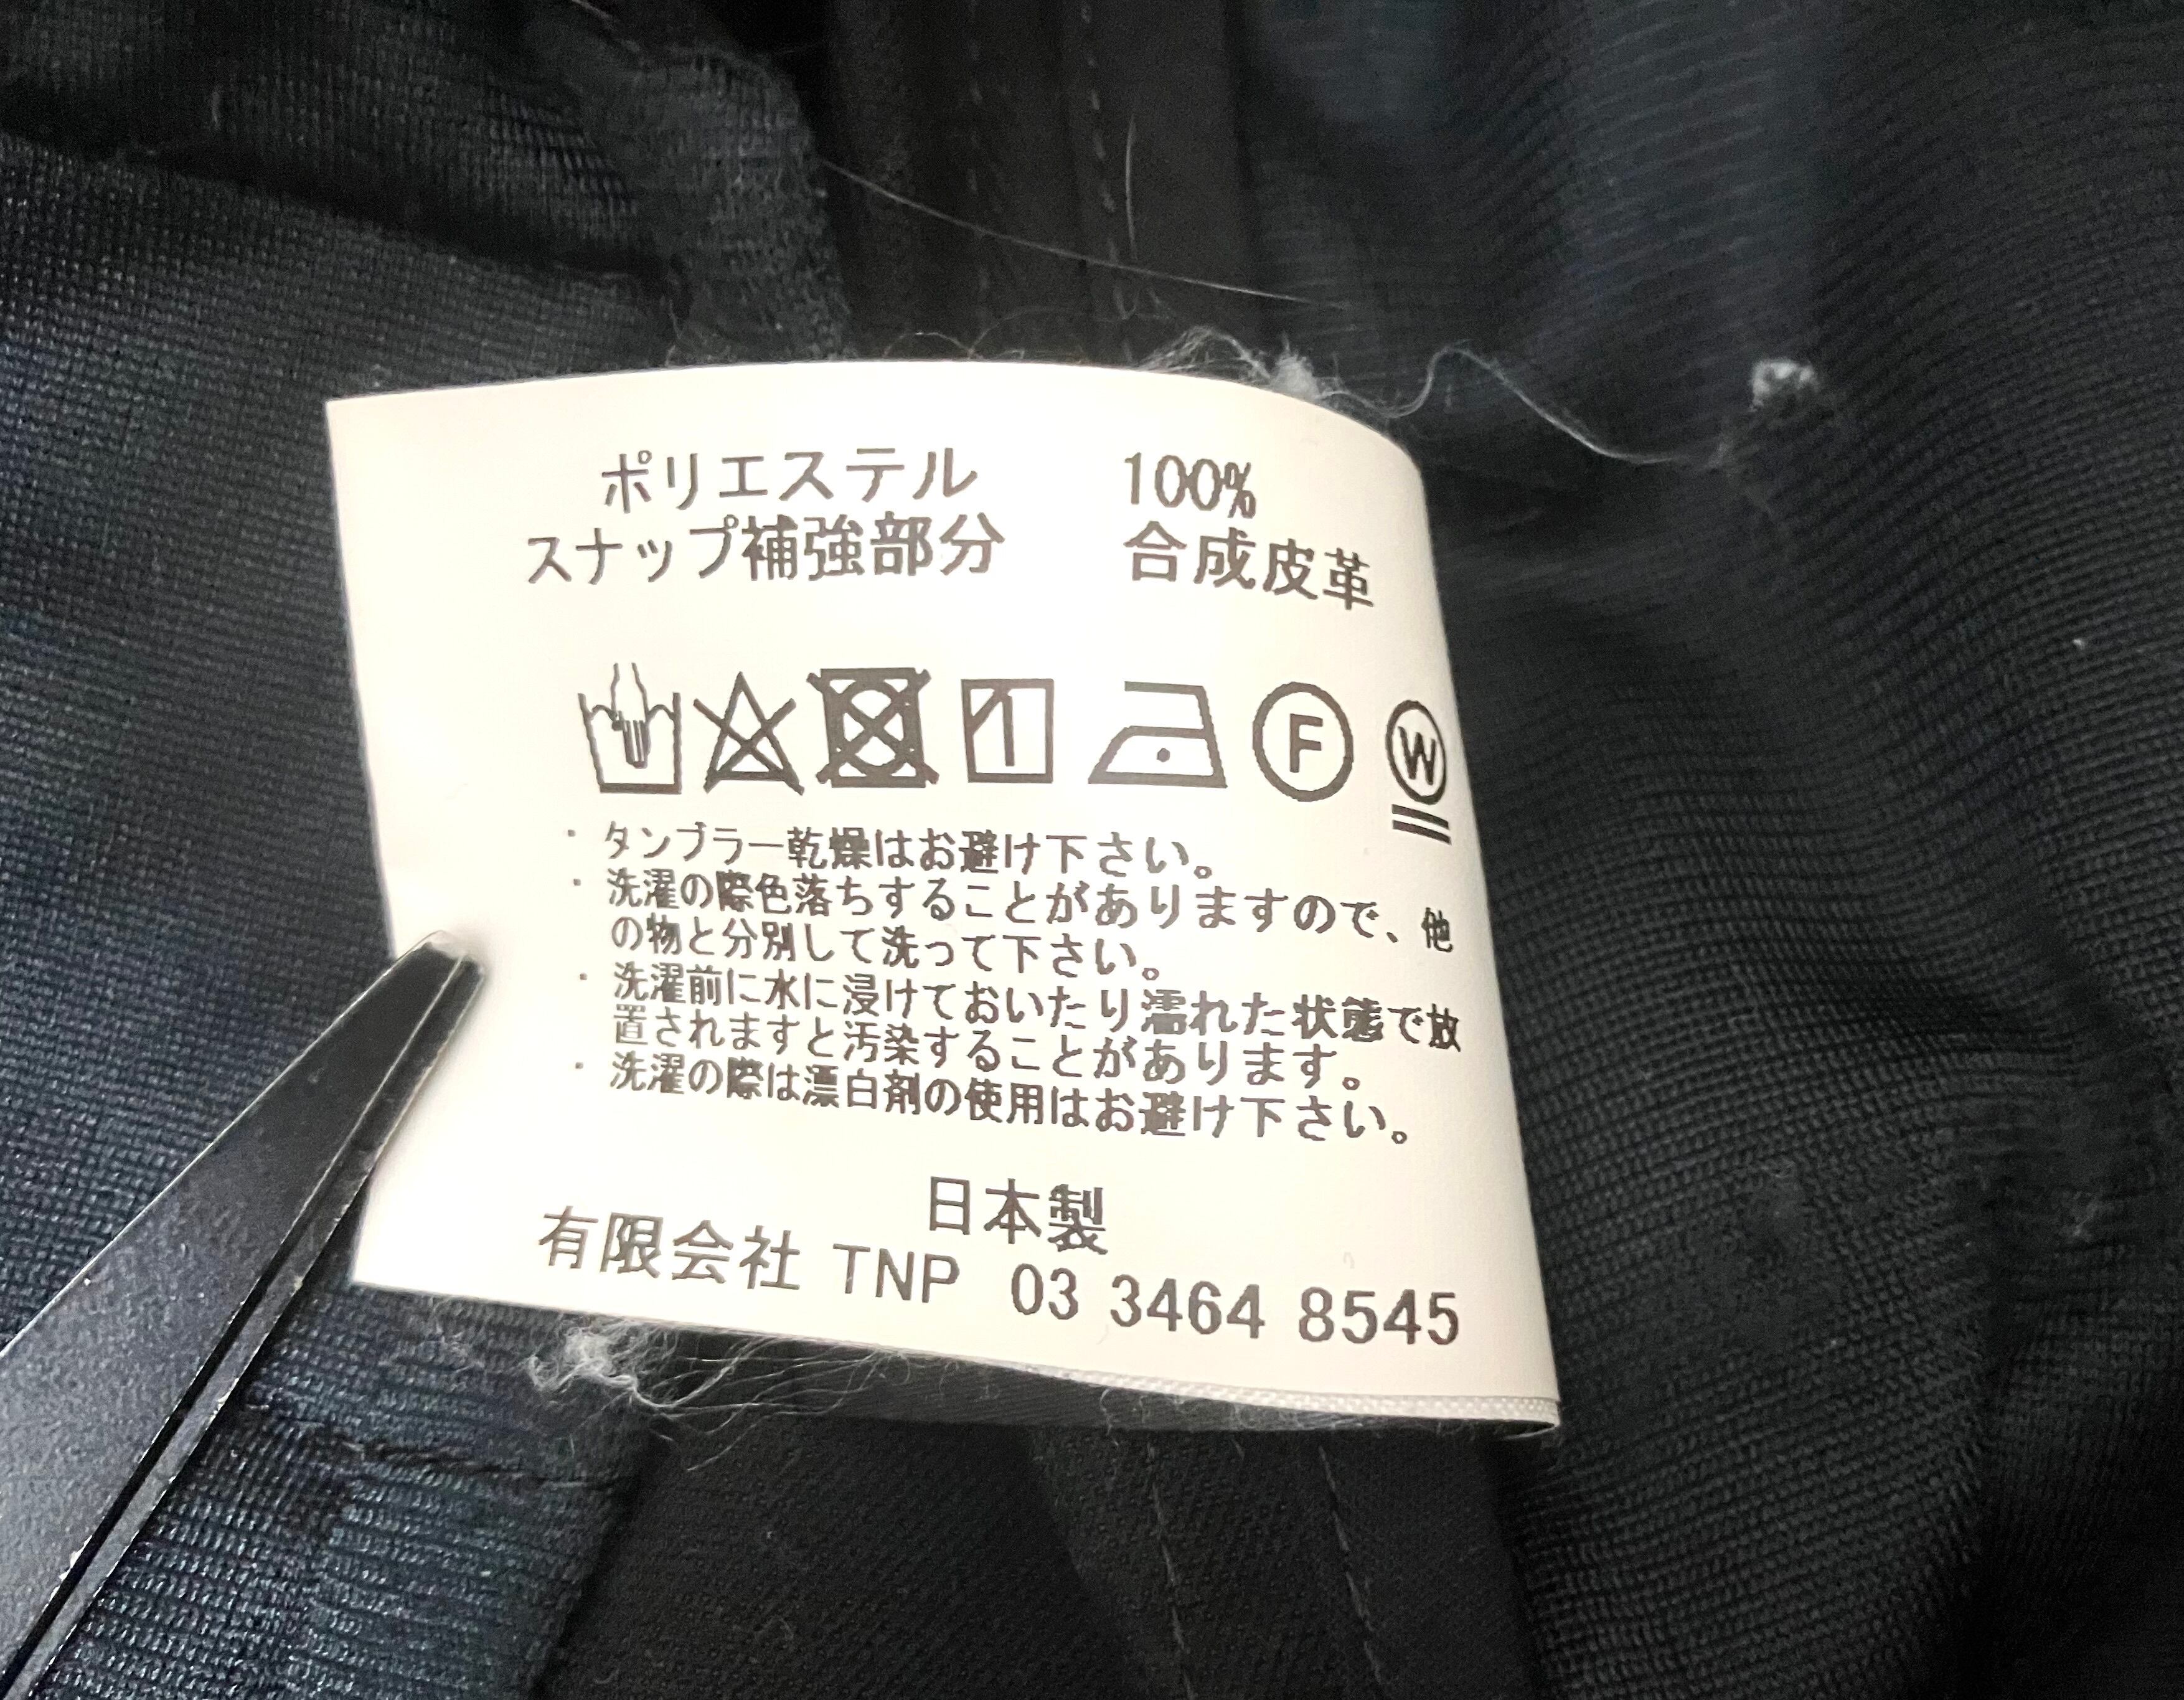 ポリエステル 100%
スナップ補強部分 合成皮革
F W
・タンブラー乾燥はお避け下さい。
・洗濯の際色落ちすることがありますので、他
の物と分別して洗って下さい。
・洗濯前に水に浸けておいたり濡れた状態で放
置されますと汚染することがあります。
・洗濯の際は漂白剤の使用はお避け下さい。
日本製
有限会社 TNP 03 3464 8545